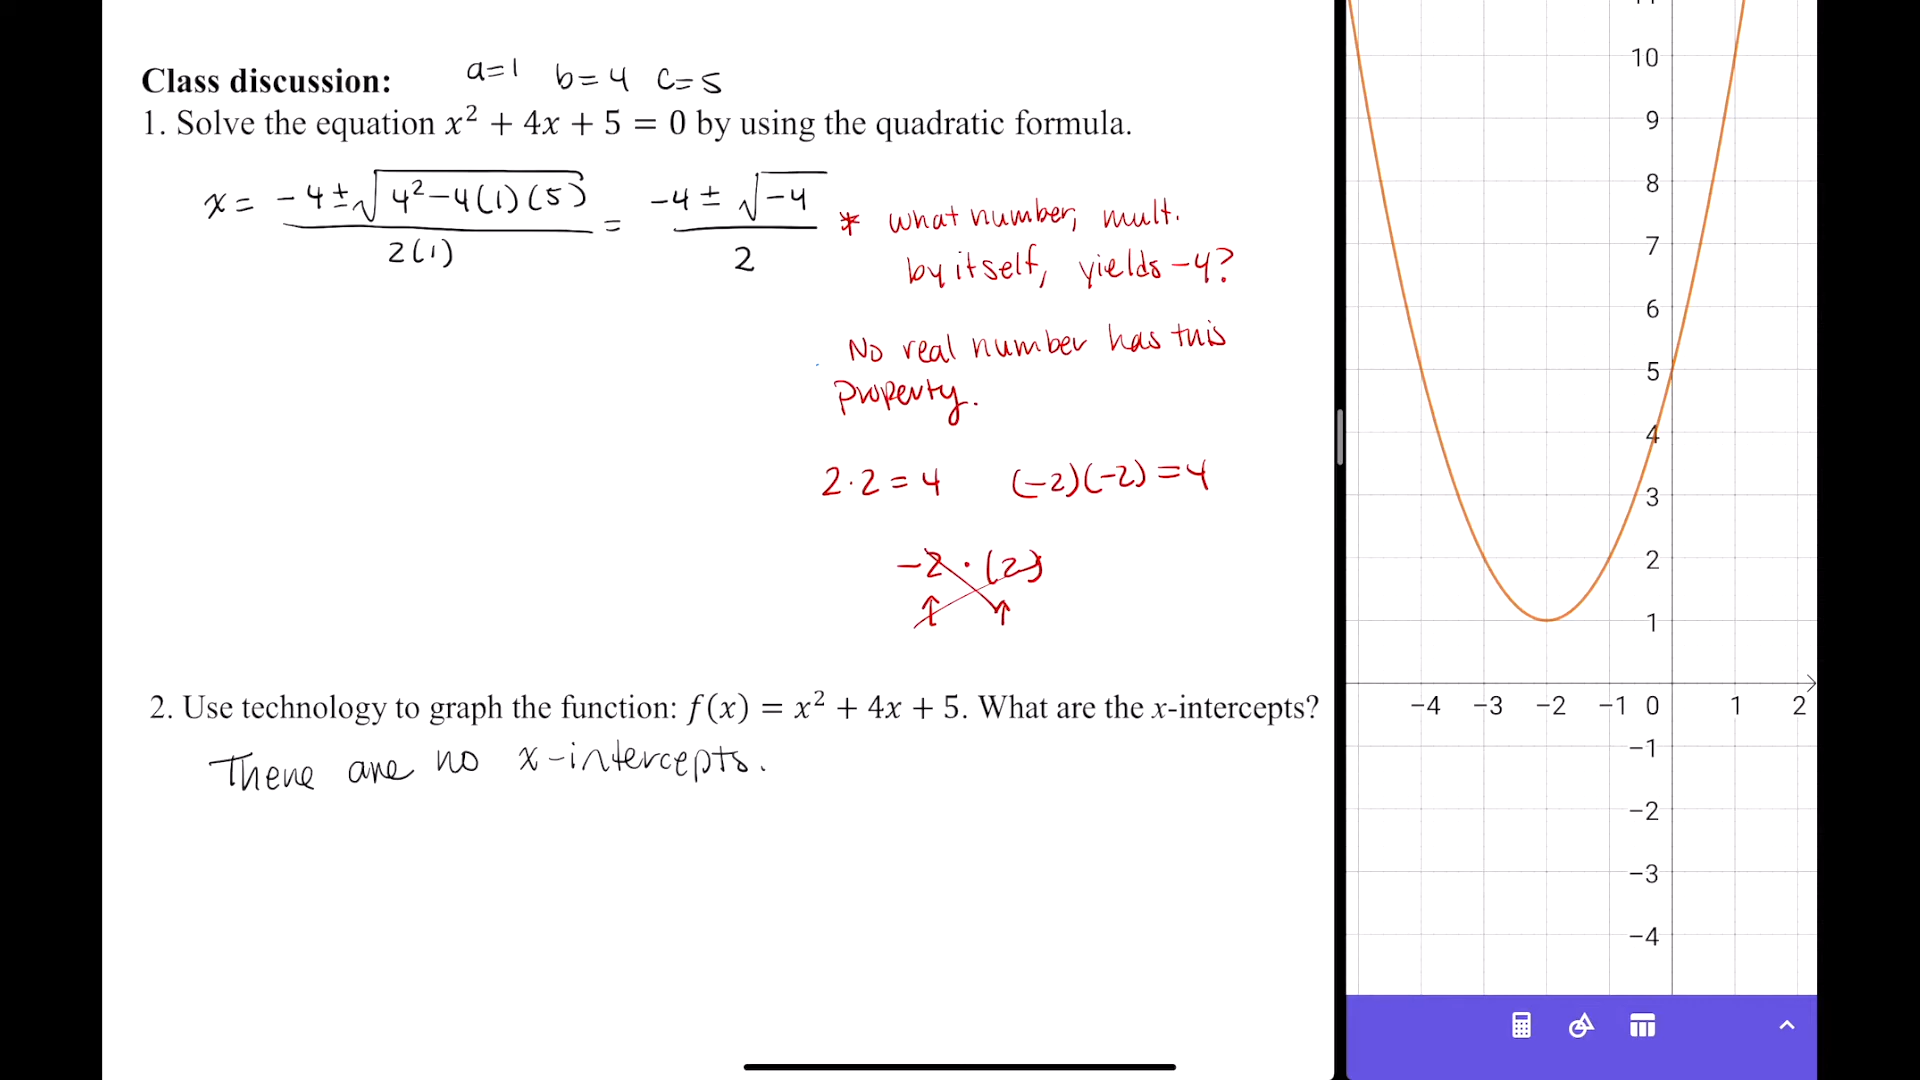 Class discussion: a=1 b=4 c=5
1. Solve the equation x² + 4x + 5 = 0 by using the quadratic formula.
x = (-4 ± √(4²-4(1)(5))) / 2(1) = (-4 ± √-4) / 2
* what number, mult.
by itself, yields -4?
No real number has this
property.
2·2=4 (-2)(-2)=4
-2·(2)
2. Use technology to graph the function: f(x) = x² + 4x + 5. What are the x-intercepts?
There are no x-intercepts.
11
10
9
8
7
6
5
4
3
2
1
−4 −3 −2 −1 0 1 2
−1
−2
−3
−4